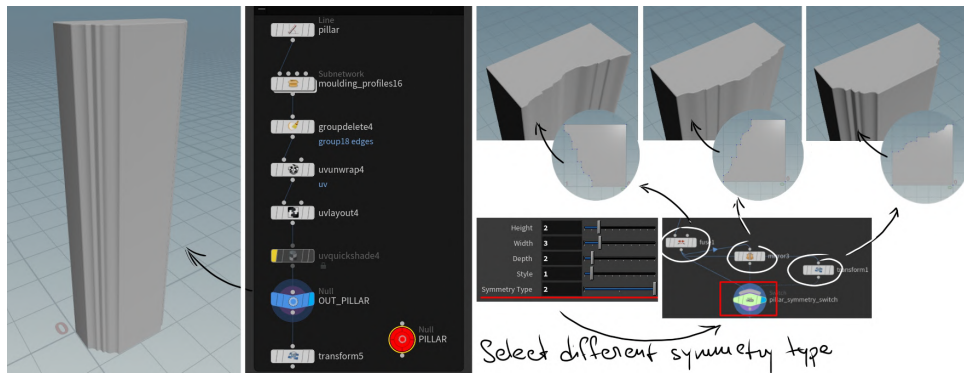 Line
pillar
Subnetwork
moulding_profiles16
groupdelete4
group18 edges
uvunwrap4
uv
uvlayout4
uvquickshade4
Null
OUT_PILLAR
Null
PILLAR
transform5
Height 2
Width 3
Depth 2
Style 1
Symmetry Type 2
mirror3
transform1
pillar_symmetry_switch
Select different symmetry type